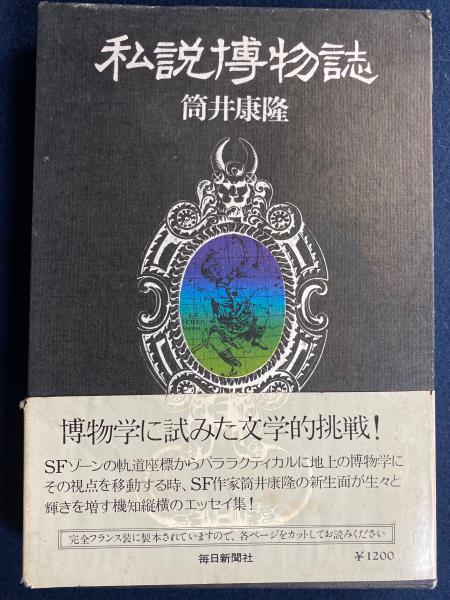 私説博物誌
筒井康隆
博物学に試みた文学的挑戦!
SFゾーンの軌道座標からパララクティカルに地上の博物学に
その視点を移動する時、SF作家筒井康隆の新生面が生々と
輝きを増す機知縦横のエッセイ集!
完全フランス装に製本されていますので、各ページをカットしてお読みください
毎日新聞社
¥1200